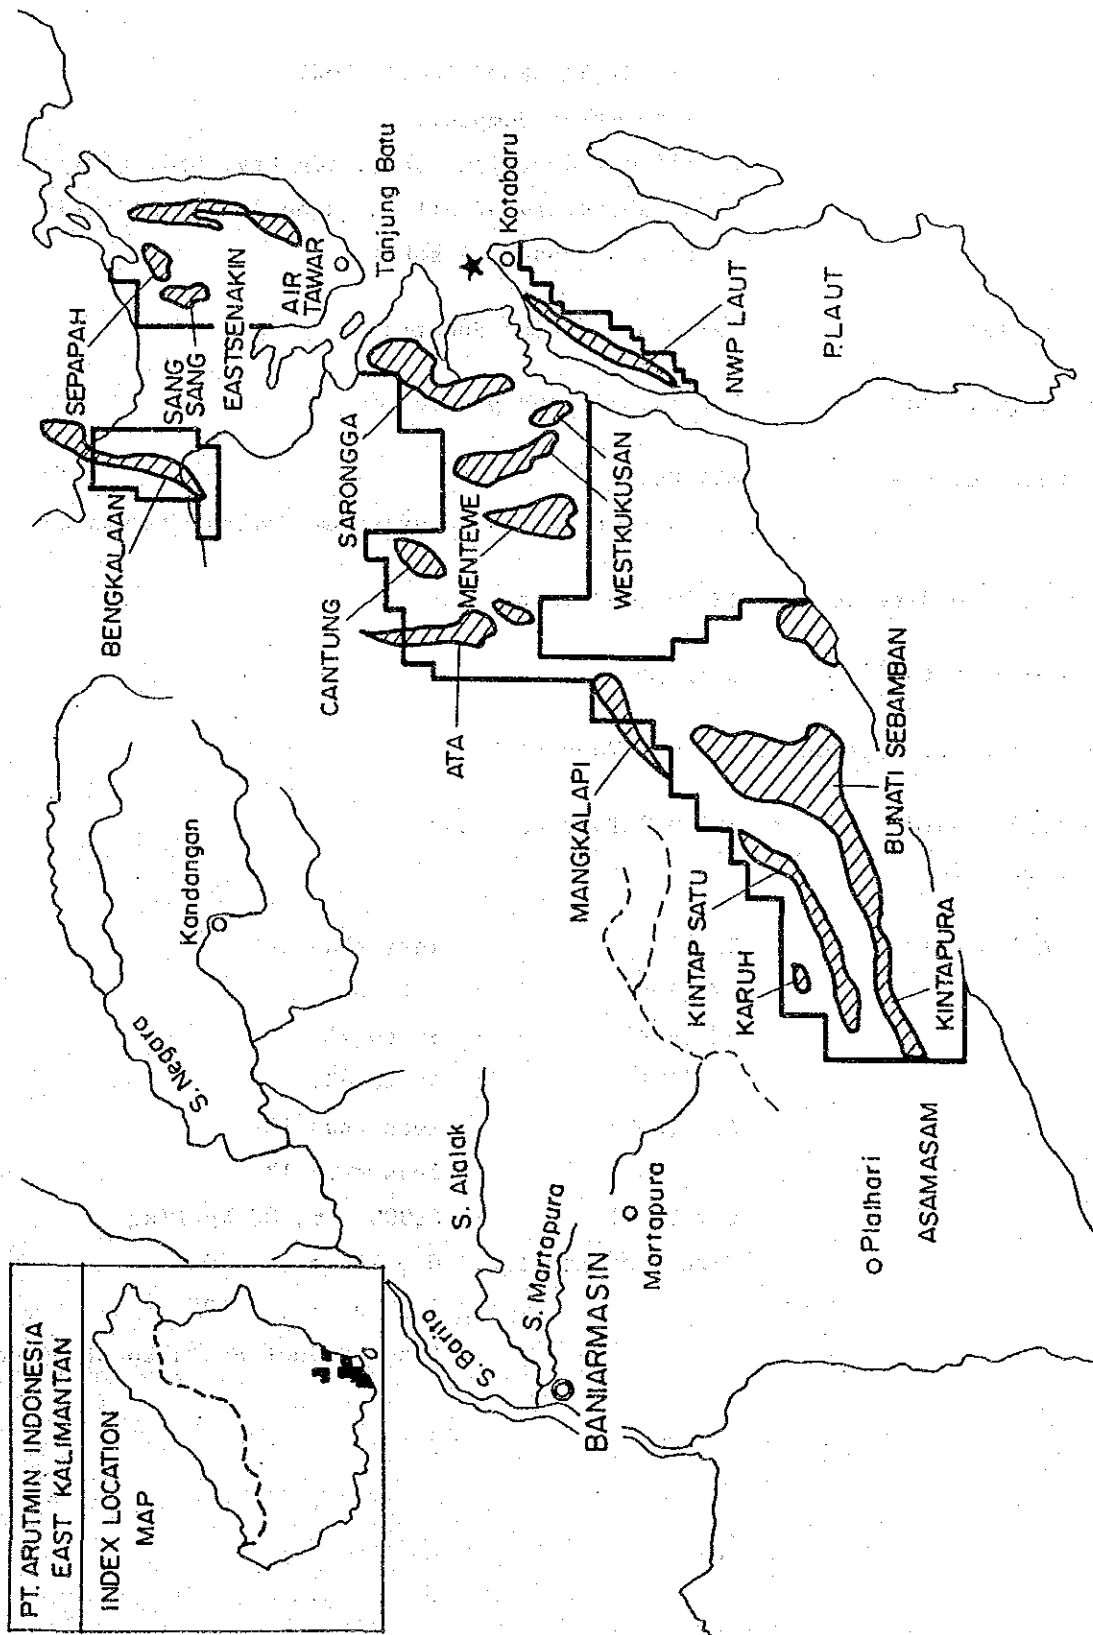 PT. ARUTMIN INDONESIA
EAST KALIMANTAN
INDEX LOCATION
MAP
S. Negara
Kandangan
BENGKALAAN
SEPAPAH
SANG
SANG
EASTSENAKIN
AIR
TAWAR
Tanjung Batu
Kotabaru
CANTUNG
SARONGGA
ATA
MENTEWE
WESTKUKUSAN
NWP LAUT
P.LAUT
MANGKALAPI
KINTAP SATU
KARUH
BUNATI SEBAMBAN
KINTAPURA
S. Alalak
S. Barito
S. Martapura
BANIARMASIN
Martapura
Plalhari
ASAMASAM